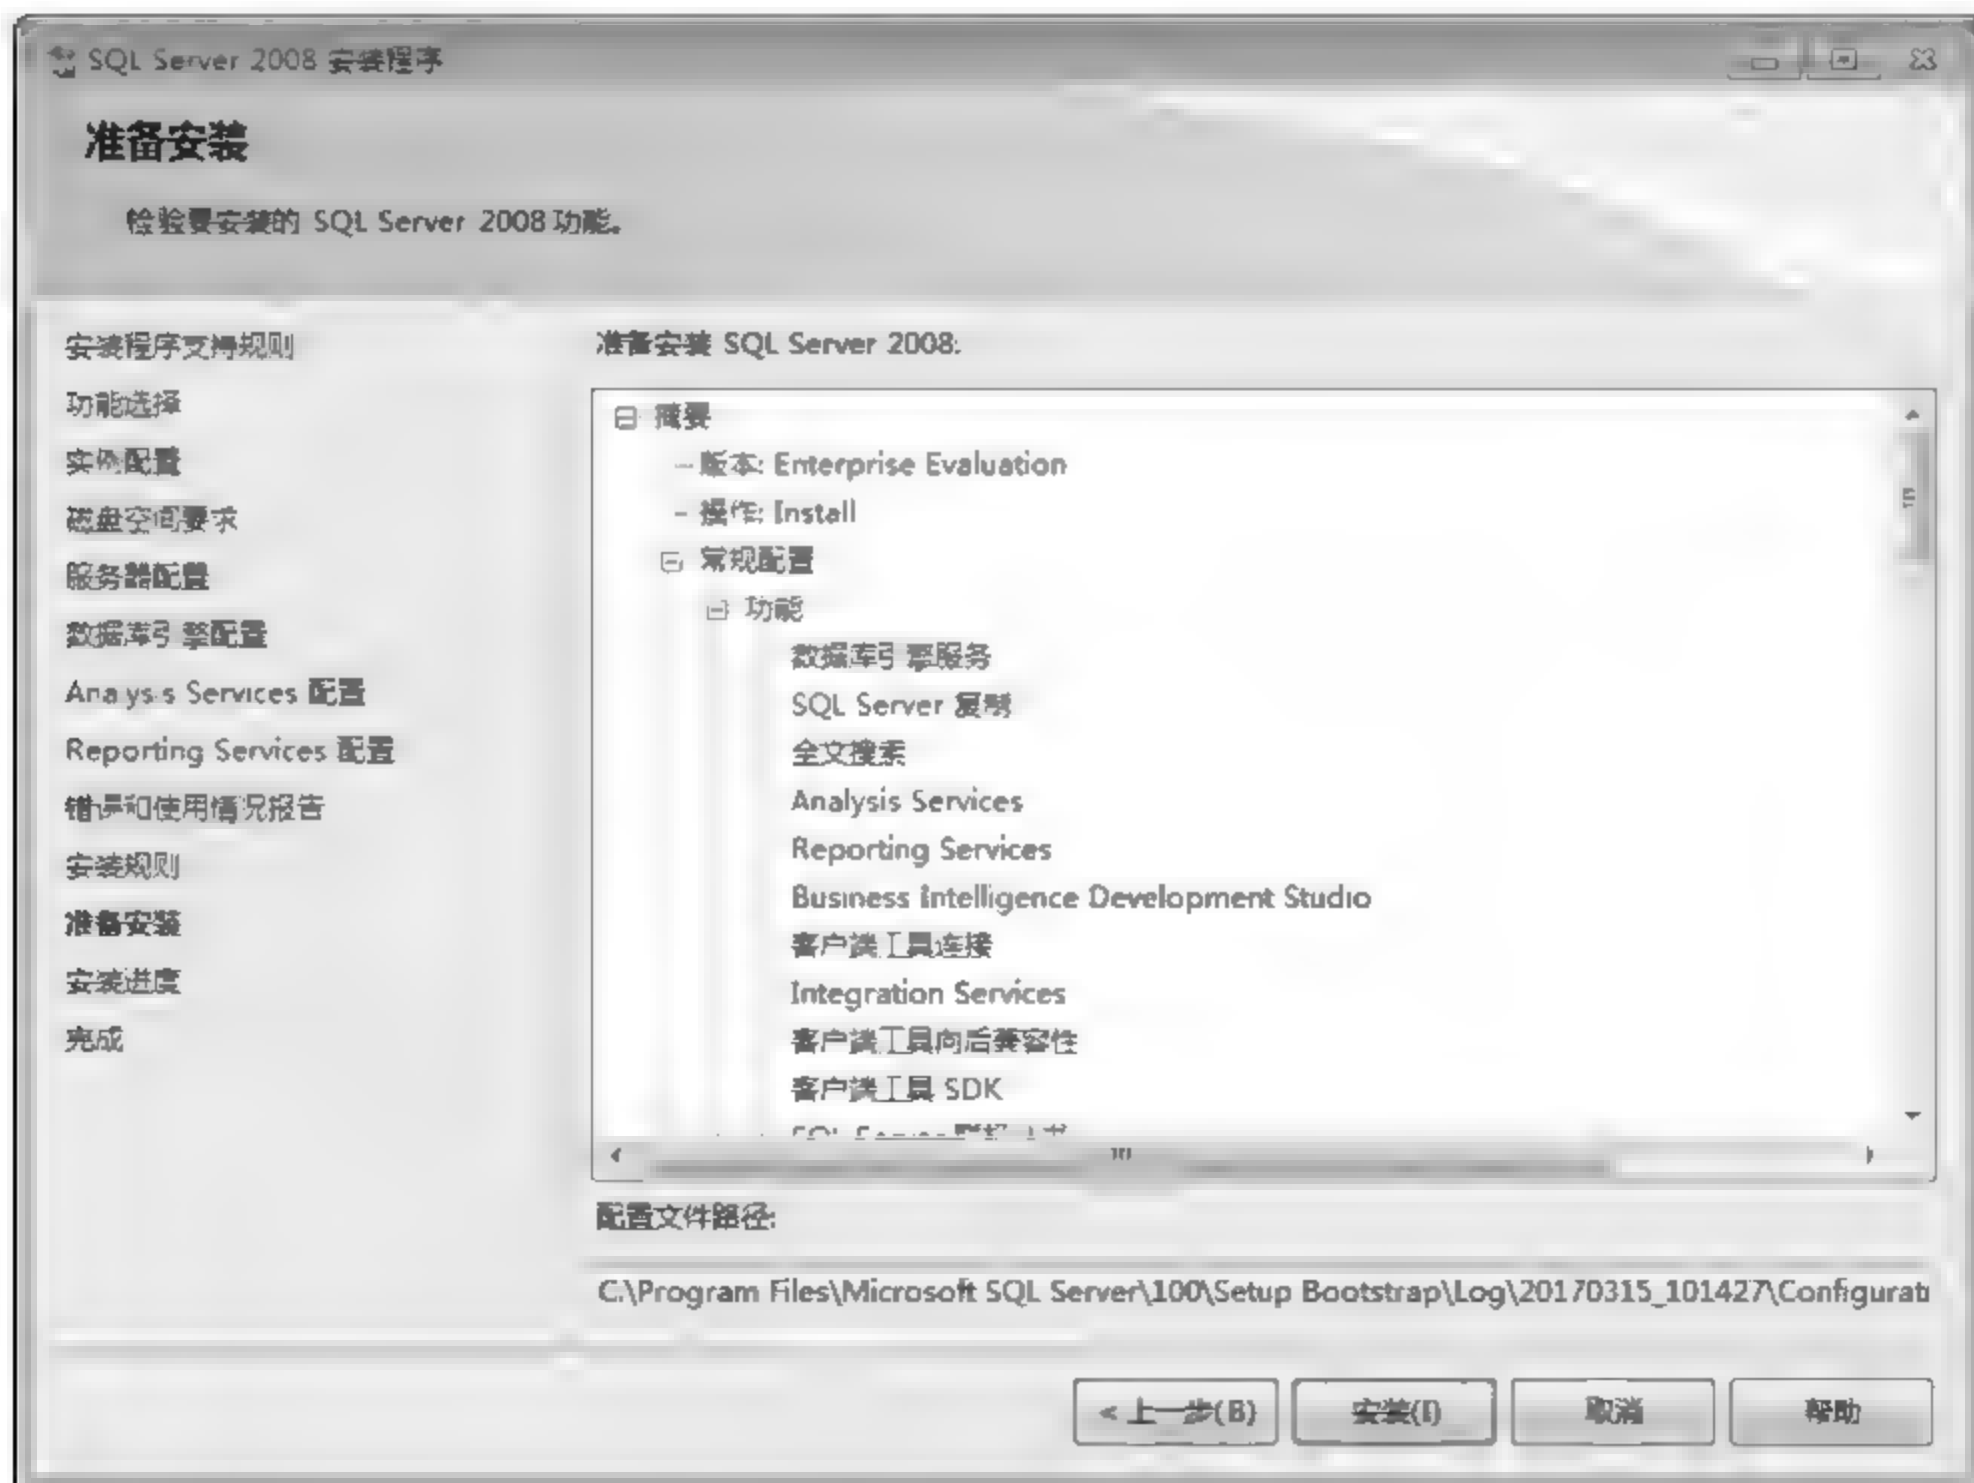 SQL Server 2008 安装程序
准备安装
检验要安装的 SQL Server 2008 功能。
安装程序支持规则
功能选择
实例配置
磁盘空间要求
服务器配置
数据库引擎配置
Analysis Services 配置
Reporting Services 配置
错误和使用情况报告
安装规则
准备安装
安装进度
完成
准备安装 SQL Server 2008:
摘要
版本: Enterprise Evaluation
操作: Install
常规配置
功能
数据库引擎服务
SQL Server 复制
全文搜索
Analysis Services
Reporting Services
Business Intelligence Development Studio
客户端工具连接
Integration Services
客户端工具向后兼容性
客户端工具 SDK
SQL Server
配置文件路径:
C:\Program Files\Microsoft SQL Server\100\Setup Bootstrap\Log\20170315_101427\Configurati
< 上一步(B)
安装(I)
取消
帮助